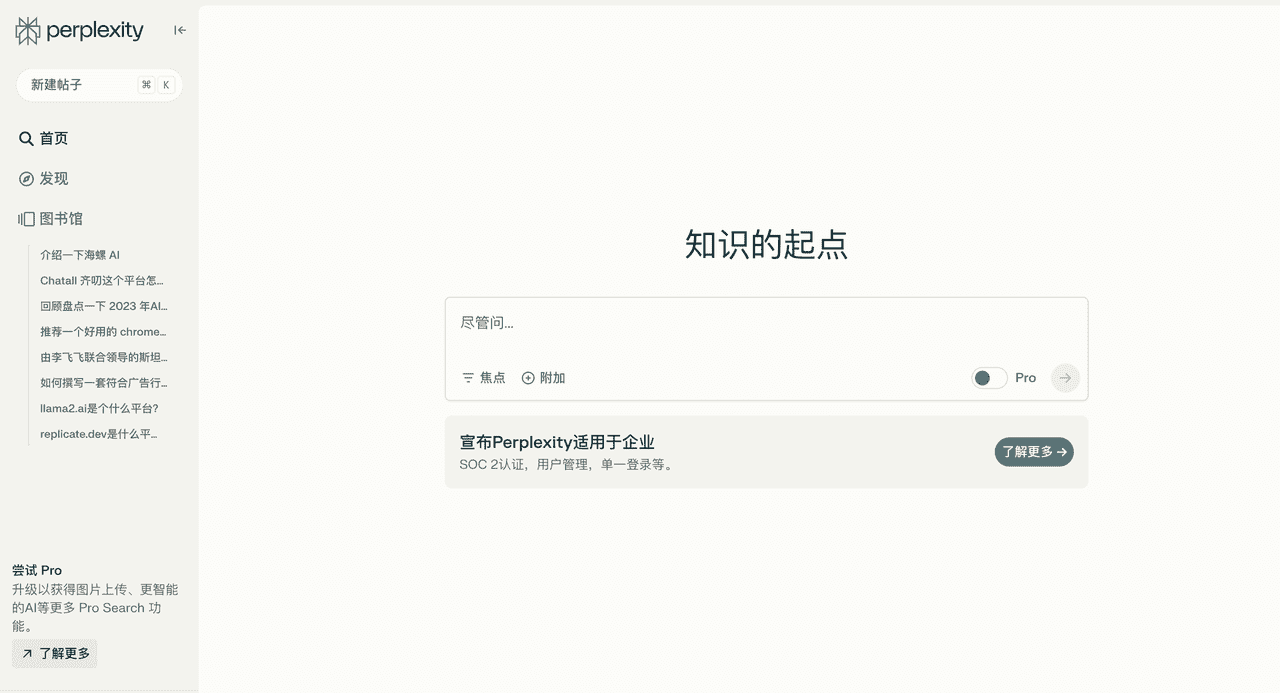 perplexity
新建帖子 ⌘ K
首页
发现
图书馆
介绍一下海螺 AI
Chatall 齐叨这个平台怎...
回顾盘点一下 2023 年AI...
推荐一个好用的 chrome...
由李飞飞联合领导的斯坦...
如何撰写一套符合广告行...
llama2.ai是个什么平台?
replicate.dev是什么平...
尝试 Pro
升级以获得图片上传、更智能
的AI等更多 Pro Search 功
能。
了解更多
知识的起点
尽管问...
焦点 附加 Pro
宣布Perplexity适用于企业
SOC 2认证，用户管理，单一登录等。
了解更多